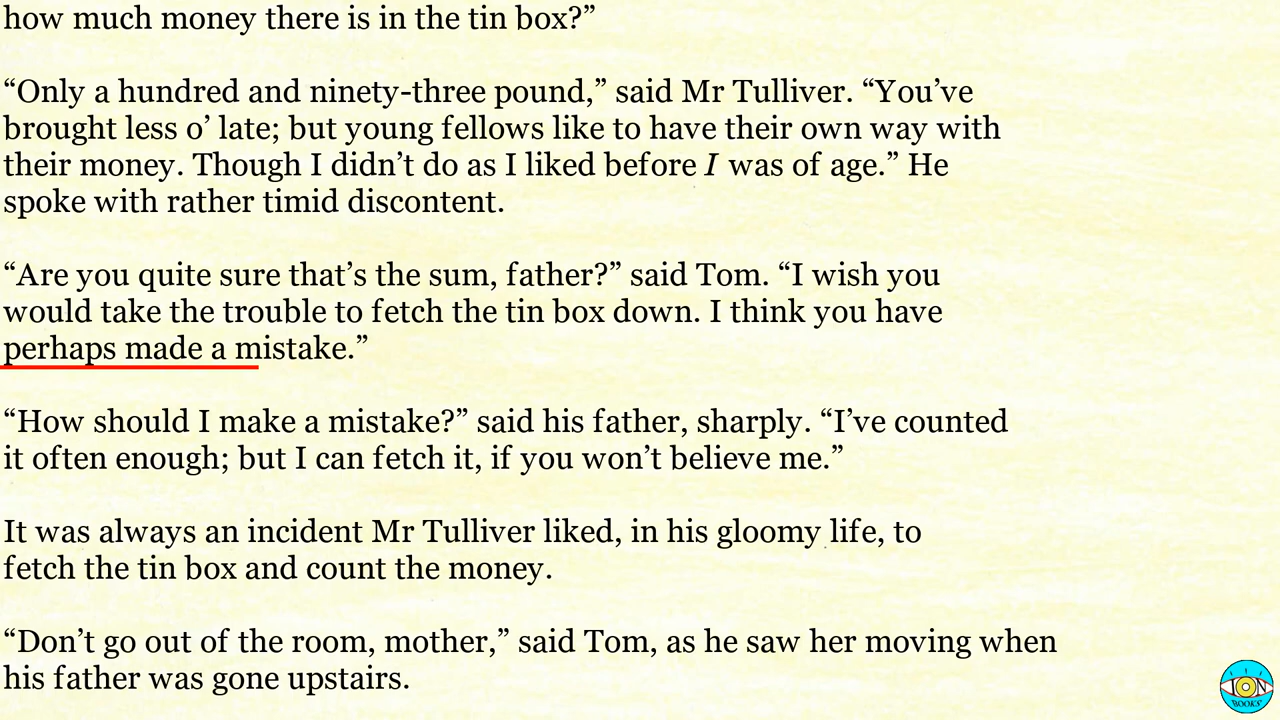 how much money there is in the tin box?”
“Only a hundred and ninety-three pound,” said Mr Tulliver. “You’ve
brought less o’ late; but young fellows like to have their own way with
their money. Though I didn’t do as I liked before I was of age.” He
spoke with rather timid discontent.
“Are you quite sure that’s the sum, father?” said Tom. “I wish you
would take the trouble to fetch the tin box down. I think you have
perhaps made a mistake.”
“How should I make a mistake?” said his father, sharply. “I’ve counted
it often enough; but I can fetch it, if you won’t believe me.”
It was always an incident Mr Tulliver liked, in his gloomy life, to
fetch the tin box and count the money.
“Don’t go out of the room, mother,” said Tom, as he saw her moving when
his father was gone upstairs.
ION
BOOKS